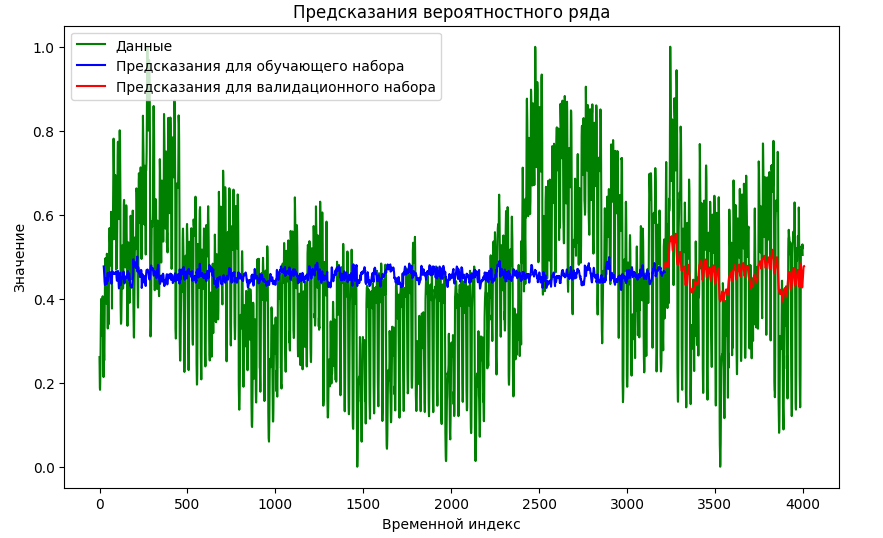 Предсказания вероятностного ряда
Данные
Предсказания для обучающего набора
Предсказания для валидационного набора
1.0
0.8
0.6
0.4
0.2
0.0
Значение
0 500 1000 1500 2000 2500 3000 3500 4000
Временной индекс